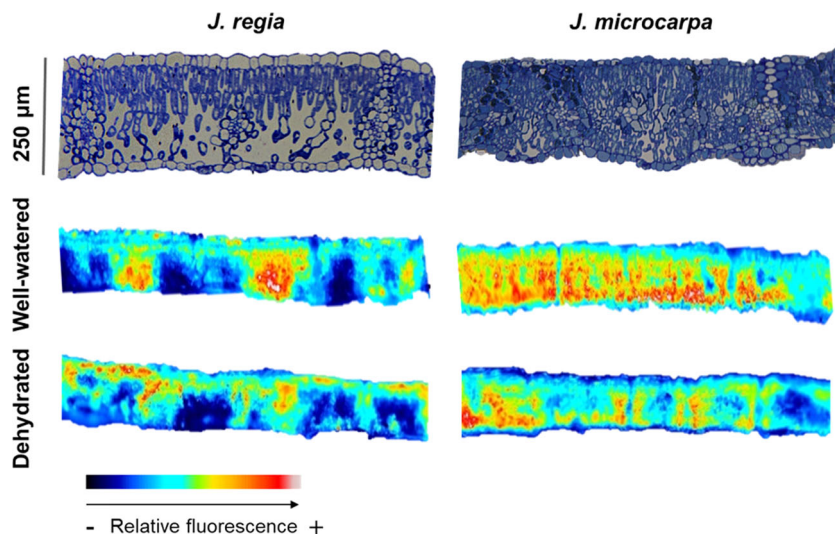 J. regia
J. microcarpa
250 µm
Well-watered
Dehydrated
- Relative fluorescence +